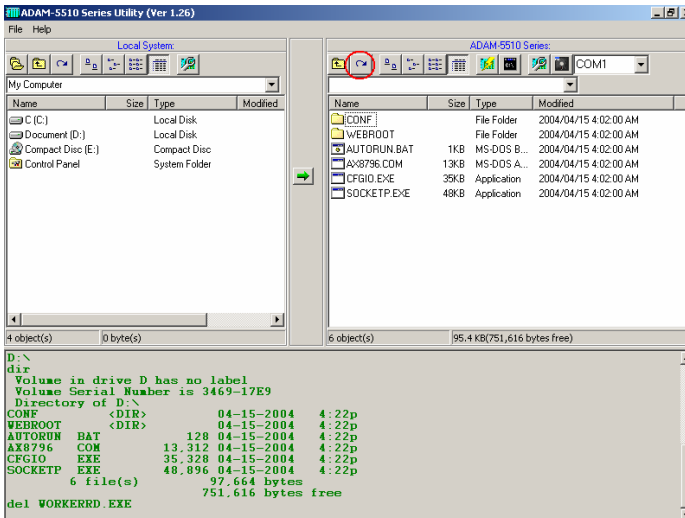 ADAM-5510 Series Utility (Ver 1.26)
File Help
Local System:
My Computer
Name Size Type Modified
C (C:) Local Disk
Document (D:) Local Disk
Compact Disc (E:) Compact Disc
Control Panel System Folder
4 object(s) 0 byte(s)
ADAM-5510 Series:
COM1
Name Size Type Modified
CONF File Folder 2004/04/15 4:02:00 AM
WEBROOT File Folder 2004/04/15 4:02:00 AM
AUTORUN.BAT 1KB MS-DOS B... 2004/04/15 4:02:00 AM
AX8796.COM 13KB MS-DOS A... 2004/04/15 4:02:00 AM
CFGIO.EXE 35KB Application 2004/04/15 4:02:00 AM
SOCKETP.EXE 48KB Application 2004/04/15 4:02:00 AM
6 object(s) 95.4 KB(751,616 bytes free)
D:\
dir
Volume in drive D has no label
Volume Serial Number is 3469-17E9
Directory of D:\
CONF <DIR> 04-15-2004 4:22p
WEBROOT <DIR> 04-15-2004 4:22p
AUTORUN BAT 128 04-15-2004 4:22p
AX8796 COM 13,312 04-15-2004 4:22p
CFGIO EXE 35,328 04-15-2004 4:22p
SOCKETP EXE 48,896 04-15-2004 4:22p
6 file(s) 97,664 bytes
751,616 bytes free
del WORKERRD.EXE